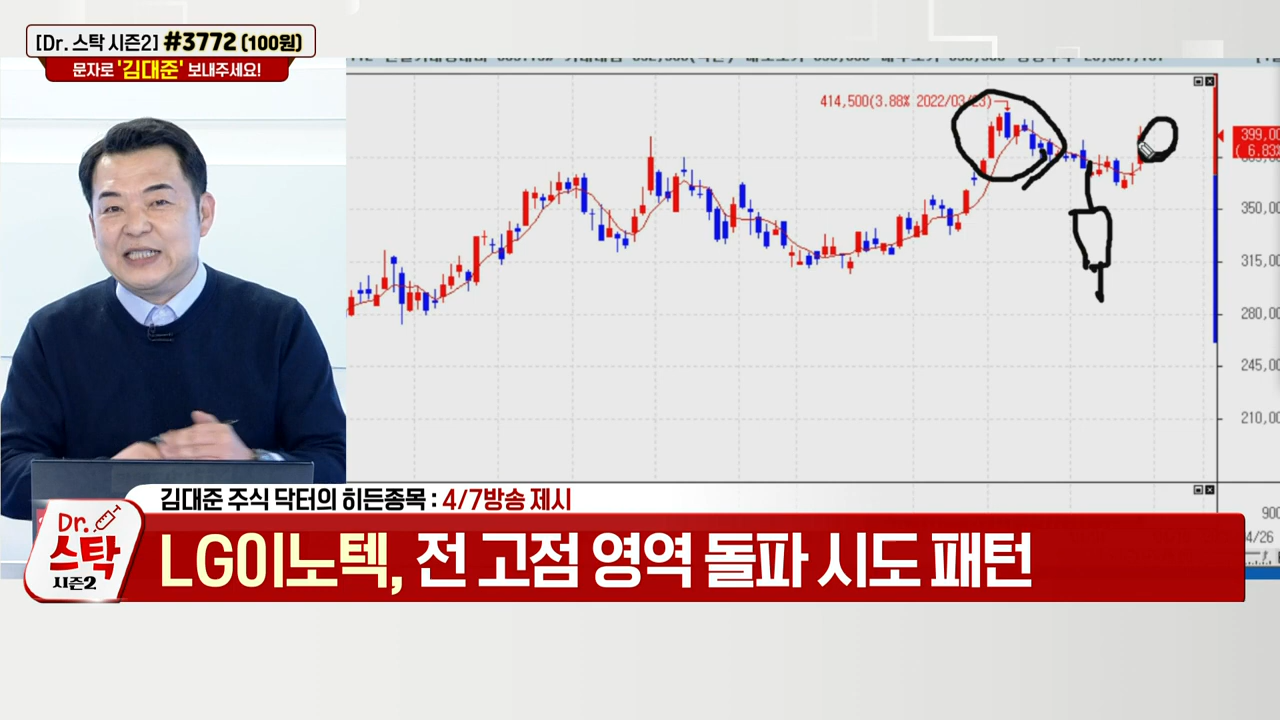 [Dr. 스탁 시즌2] #3772 (100원)
문자로 '김대준' 보내주세요!
414,500(3.88% 2022/03/23)
399,00
( 6.83%
350,00
315,00
280,00
245,00
210,00
900
4/26
김대준 주식 닥터의 히든종목 : 4/7방송 제시
Dr.
스탁
시즌2
LG이노텍, 전 고점 영역 돌파 시도 패턴